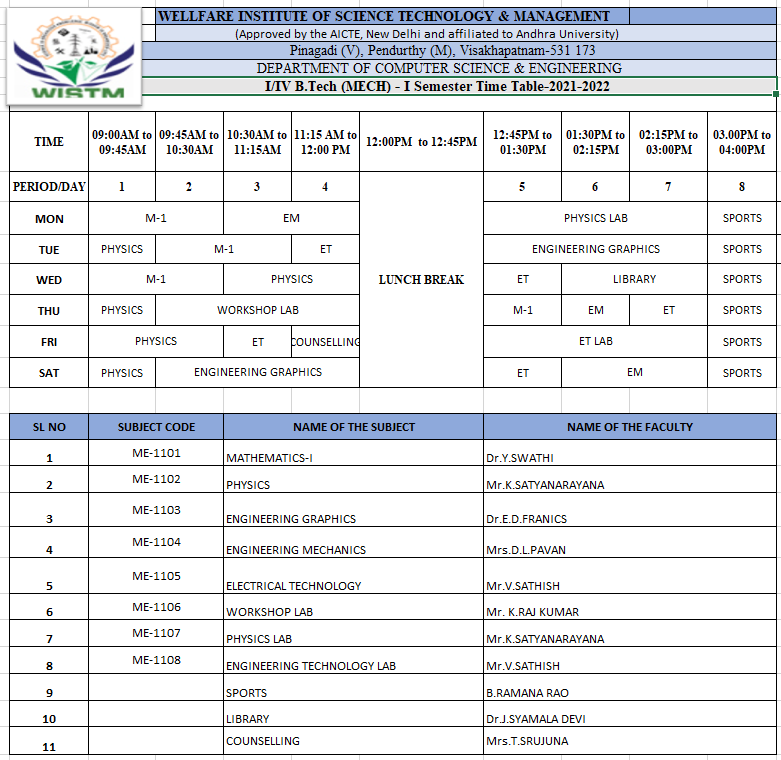 WELLFARE INSTITUTE OF SCIENCE TECHNOLOGY & MANAGEMENT
(Approved by the AICTE, New Delhi and affiliated to Andhra University)
Pinagadi (V), Pendurthy (M), Visakhapatnam-531 173
DEPARTMENT OF COMPUTER SCIENCE & ENGINEERING
I/IV B.Tech (MECH) - I Semester Time Table-2021-2022
WISTM
TIME 09:00AM to 09:45AM 09:45AM to 10:30AM 10:30AM to 11:15AM 11:15 AM to 12:00 PM 12:00PM to 12:45PM 12:45PM to 01:30PM 01:30PM to 02:15PM 02:15PM to 03:00PM 03.00PM to 04:00PM
PERIOD/DAY 1 2 3 4 5 6 7 8
MON M-1 EM PHYSICS LAB SPORTS
TUE PHYSICS M-1 ET ENGINEERING GRAPHICS SPORTS
WED M-1 PHYSICS LUNCH BREAK ET LIBRARY SPORTS
THU PHYSICS WORKSHOP LAB M-1 EM ET SPORTS
FRI PHYSICS ET COUNSELLING ET LAB SPORTS
SAT PHYSICS ENGINEERING GRAPHICS ET EM SPORTS
SL NO SUBJECT CODE NAME OF THE SUBJECT NAME OF THE FACULTY
1 ME-1101 MATHEMATICS-I Dr.Y.SWATHI
2 ME-1102 PHYSICS Mr.K.SATYANARAYANA
3 ME-1103 ENGINEERING GRAPHICS Dr.E.D.FRANICS
4 ME-1104 ENGINEERING MECHANICS Mrs.D.L.PAVAN
5 ME-1105 ELECTRICAL TECHNOLOGY Mr.V.SATHISH
6 ME-1106 WORKSHOP LAB Mr. K.RAJ KUMAR
7 ME-1107 PHYSICS LAB Mr.K.SATYANARAYANA
8 ME-1108 ENGINEERING TECHNOLOGY LAB Mr.V.SATHISH
9 SPORTS B.RAMANA RAO
10 LIBRARY Dr.J.SYAMALA DEVI
11 COUNSELLING Mrs.T.SRUJUNA